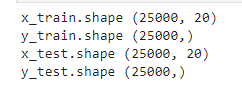 x_train.shape (25000, 20)
y_train.shape (25000,)
x_test.shape (25000, 20)
y_test.shape (25000,)